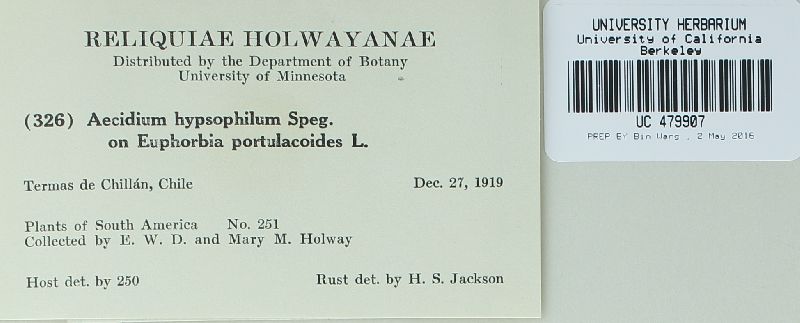 RELIQUIAE HOLWAYANAE
Distributed by the Department of Botany
University of Minnesota
(326) Aecidium hypsophilum Speg.
on Euphorbia portulacoides L.
Termas de Chillán, Chile Dec. 27, 1919
Plants of South America No. 251
Collected by E. W. D. and Mary M. Holway
Host det. by 250 Rust det. by H. S. Jackson
UNIVERSITY HERBARIUM
University of California
Berkeley
UC 479907
PREP BY Bin Wang , 2 May 2016